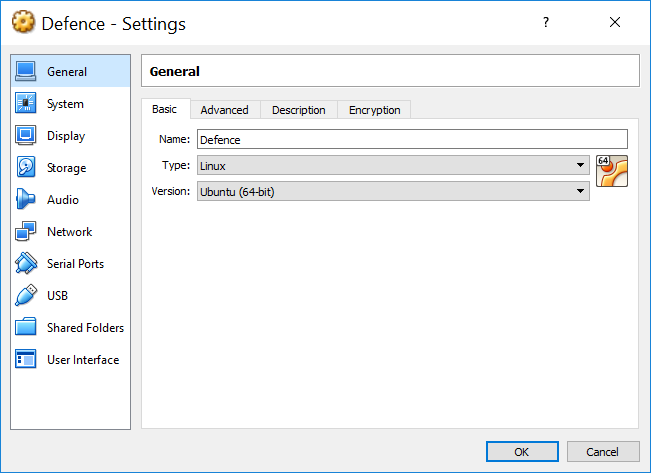 Defence - Settings
?
General
System
Display
Storage
Audio
Network
Serial Ports
USB
Shared Folders
User Interface
General
Basic Advanced Description Encryption
Name: Defence
Type: Linux
64
Version: Ubuntu (64-bit)
OK Cancel